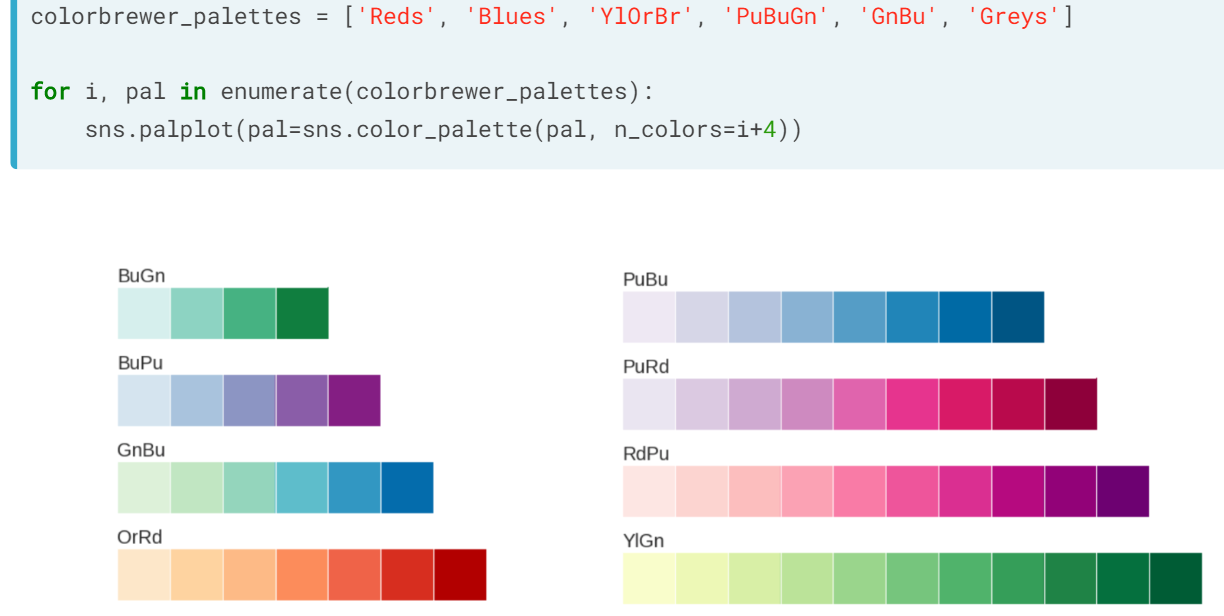 colorbrewer_palettes = ['Reds', 'Blues', 'YlOrBr', 'PuBuGn', 'GnBu', 'Greys']
for i, pal in enumerate(colorbrewer_palettes):
    sns.palplot(pal=sns.color_palette(pal, n_colors=i+4))
BuGn
BuPu
GnBu
OrRd
PuBu
PuRd
RdPu
YlGn